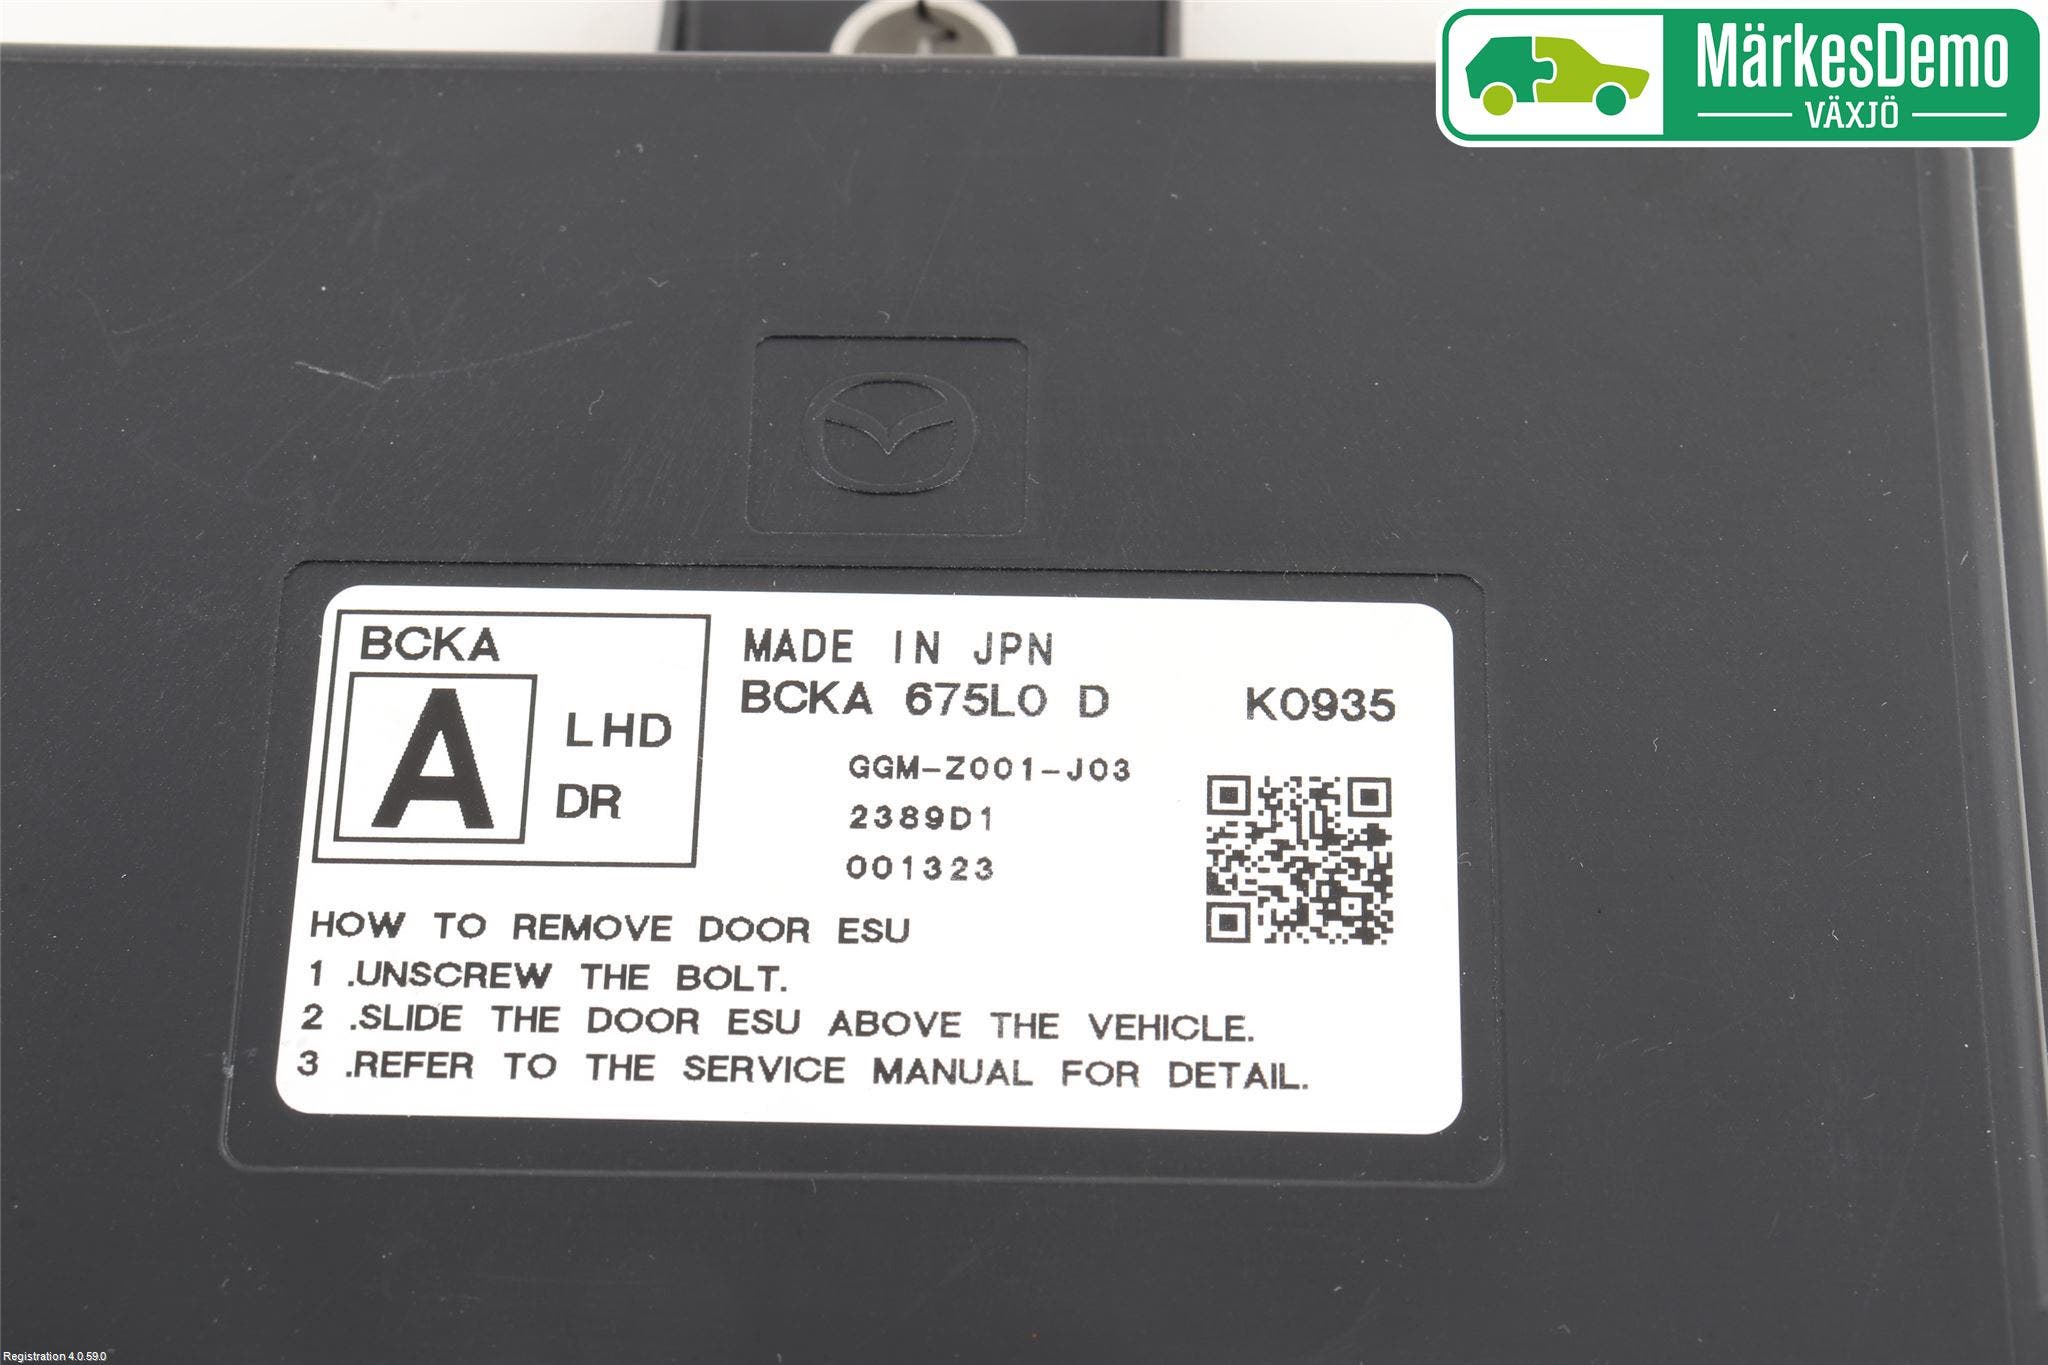 MärkesDemo
VÄXJÖ
BCKA
A
LHD
DR
MADE IN JPN
BCKA 675L0 D
K0935
GGM-Z001-J03
2389D1
001323
HOW TO REMOVE DOOR ESU
1 .UNSCREW THE BOLT.
2 .SLIDE THE DOOR ESU ABOVE THE VEHICLE.
3 .REFER TO THE SERVICE MANUAL FOR DETAIL.
Registration 4.0.59.0